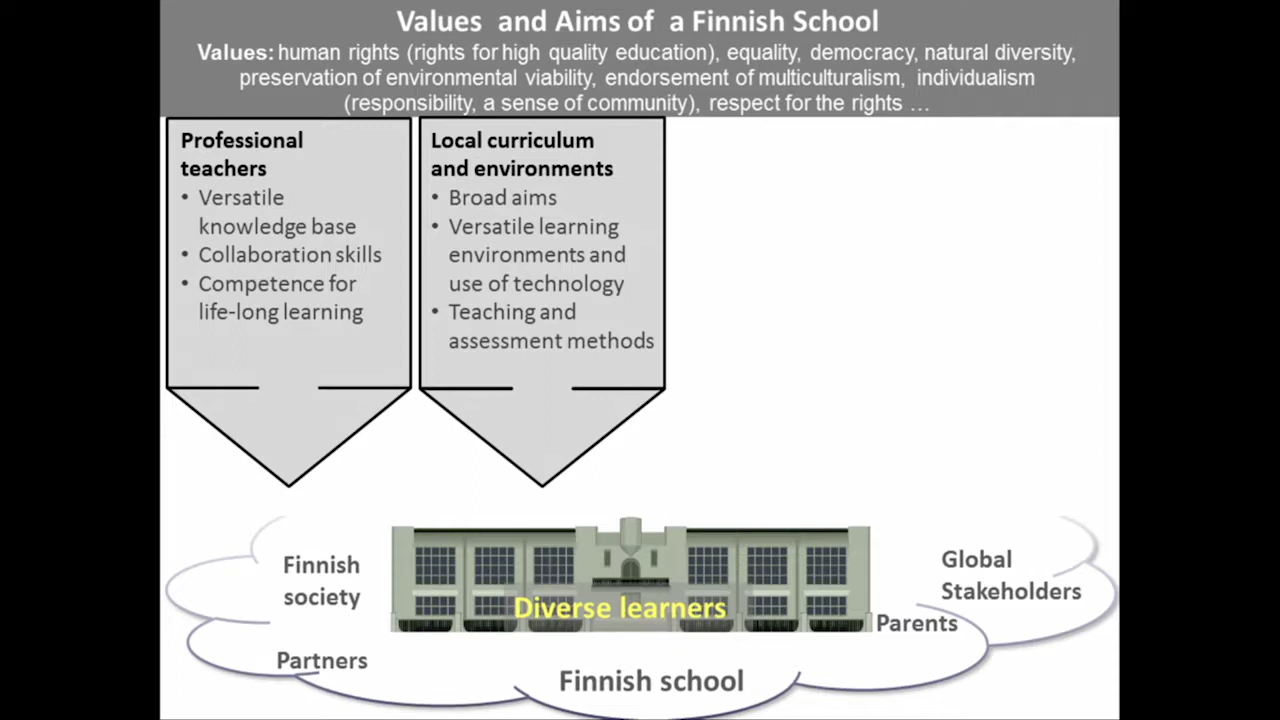 Values and Aims of a Finnish School
Values: human rights (rights for high quality education), equality, democracy, natural diversity,
preservation of environmental viability, endorsement of multiculturalism, individualism
(responsibility, a sense of community), respect for the rights ...
Professional
teachers
• Versatile
knowledge base
• Collaboration skills
• Competence for
life-long learning
Local curriculum
and environments
• Broad aims
• Versatile learning
environments and
use of technology
• Teaching and
assessment methods
Finnish
society
Diverse learners
Global
Stakeholders
Parents
Partners
Finnish school